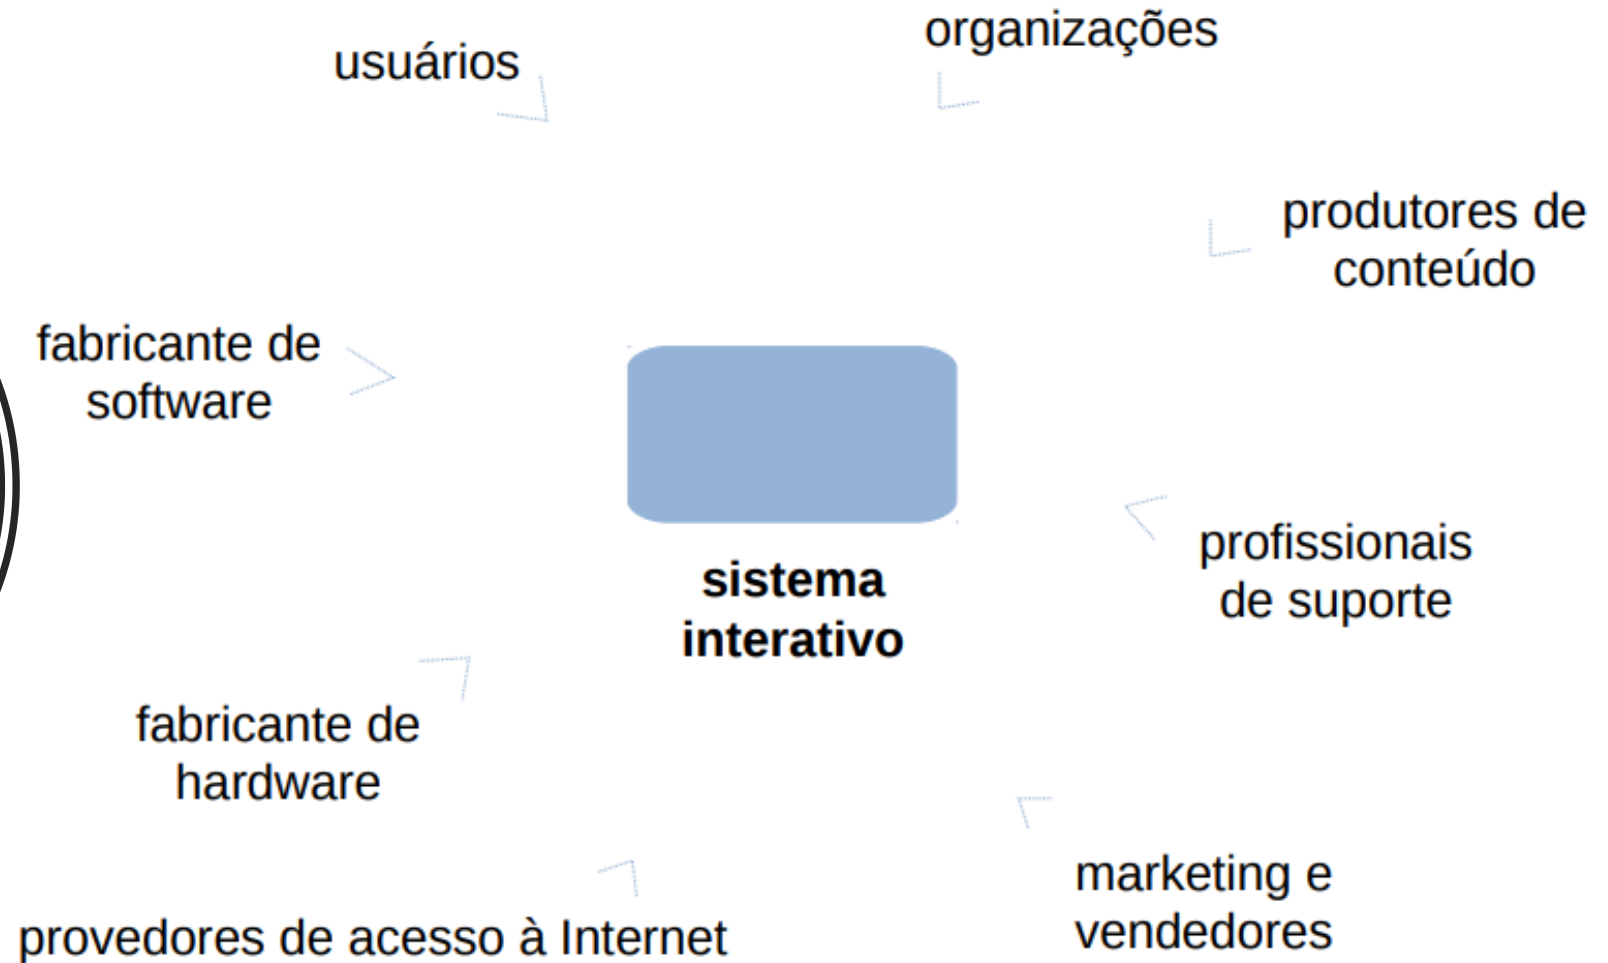 organizações
usuários
produtores de
conteúdo
fabricante de
software
profissionais
de suporte
sistema
interativo
fabricante de
hardware
marketing e
vendedores
provedores de acesso à Internet